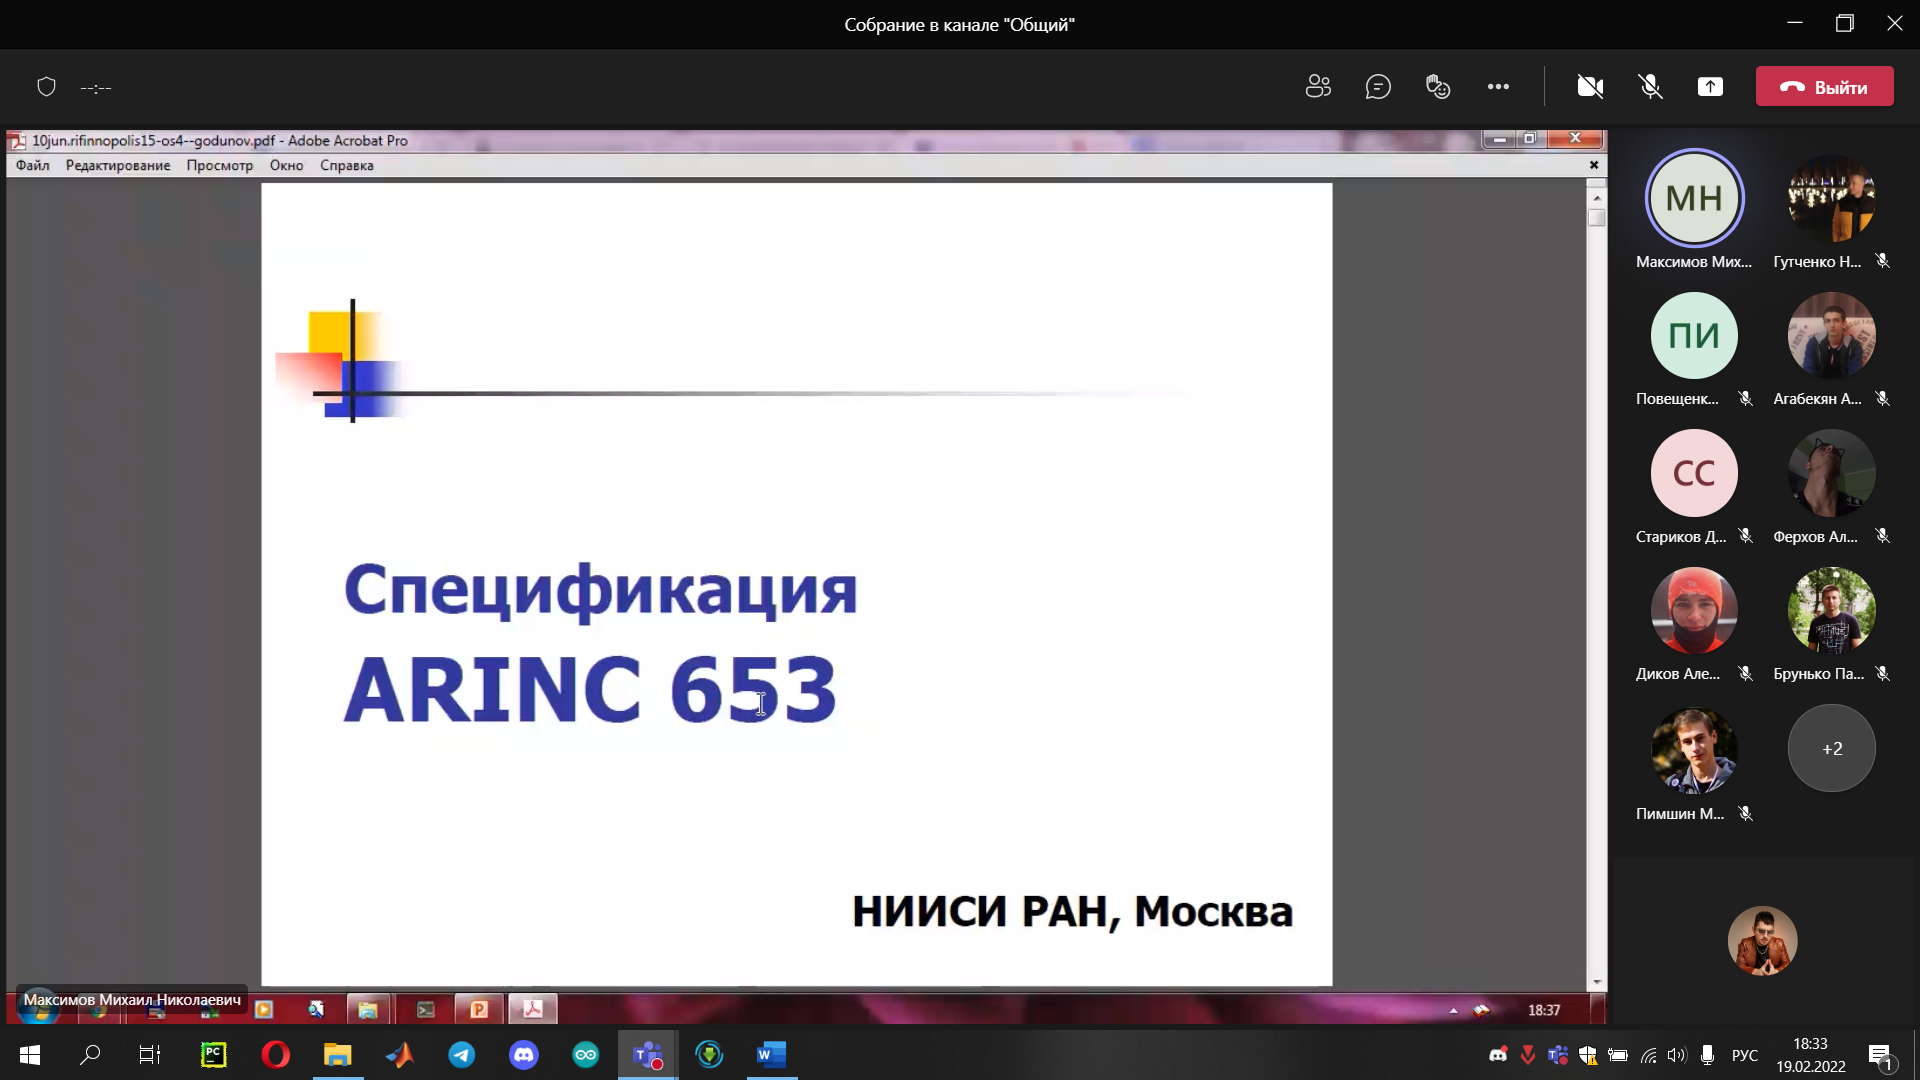 Собрание в канале "Общий"
--:--
Выйти
10jun.rifinnopolis15-os4--godunov.pdf - Adobe Acrobat Pro
Файл Редактирование Просмотр Окно Справка
Спецификация
ARINC 653
НИИСИ РАН, Москва
МН
Максимов Мих...
Гутченко Н...
ПИ
Повещенк...
Агабекян А...
СС
Стариков Д...
Ферхов Ал...
Диков Але...
Брунько Па...
Пимшин М...
+2
Максимов Михаил Николаевич
18:37
РУС
18:33
19.02.2022
1